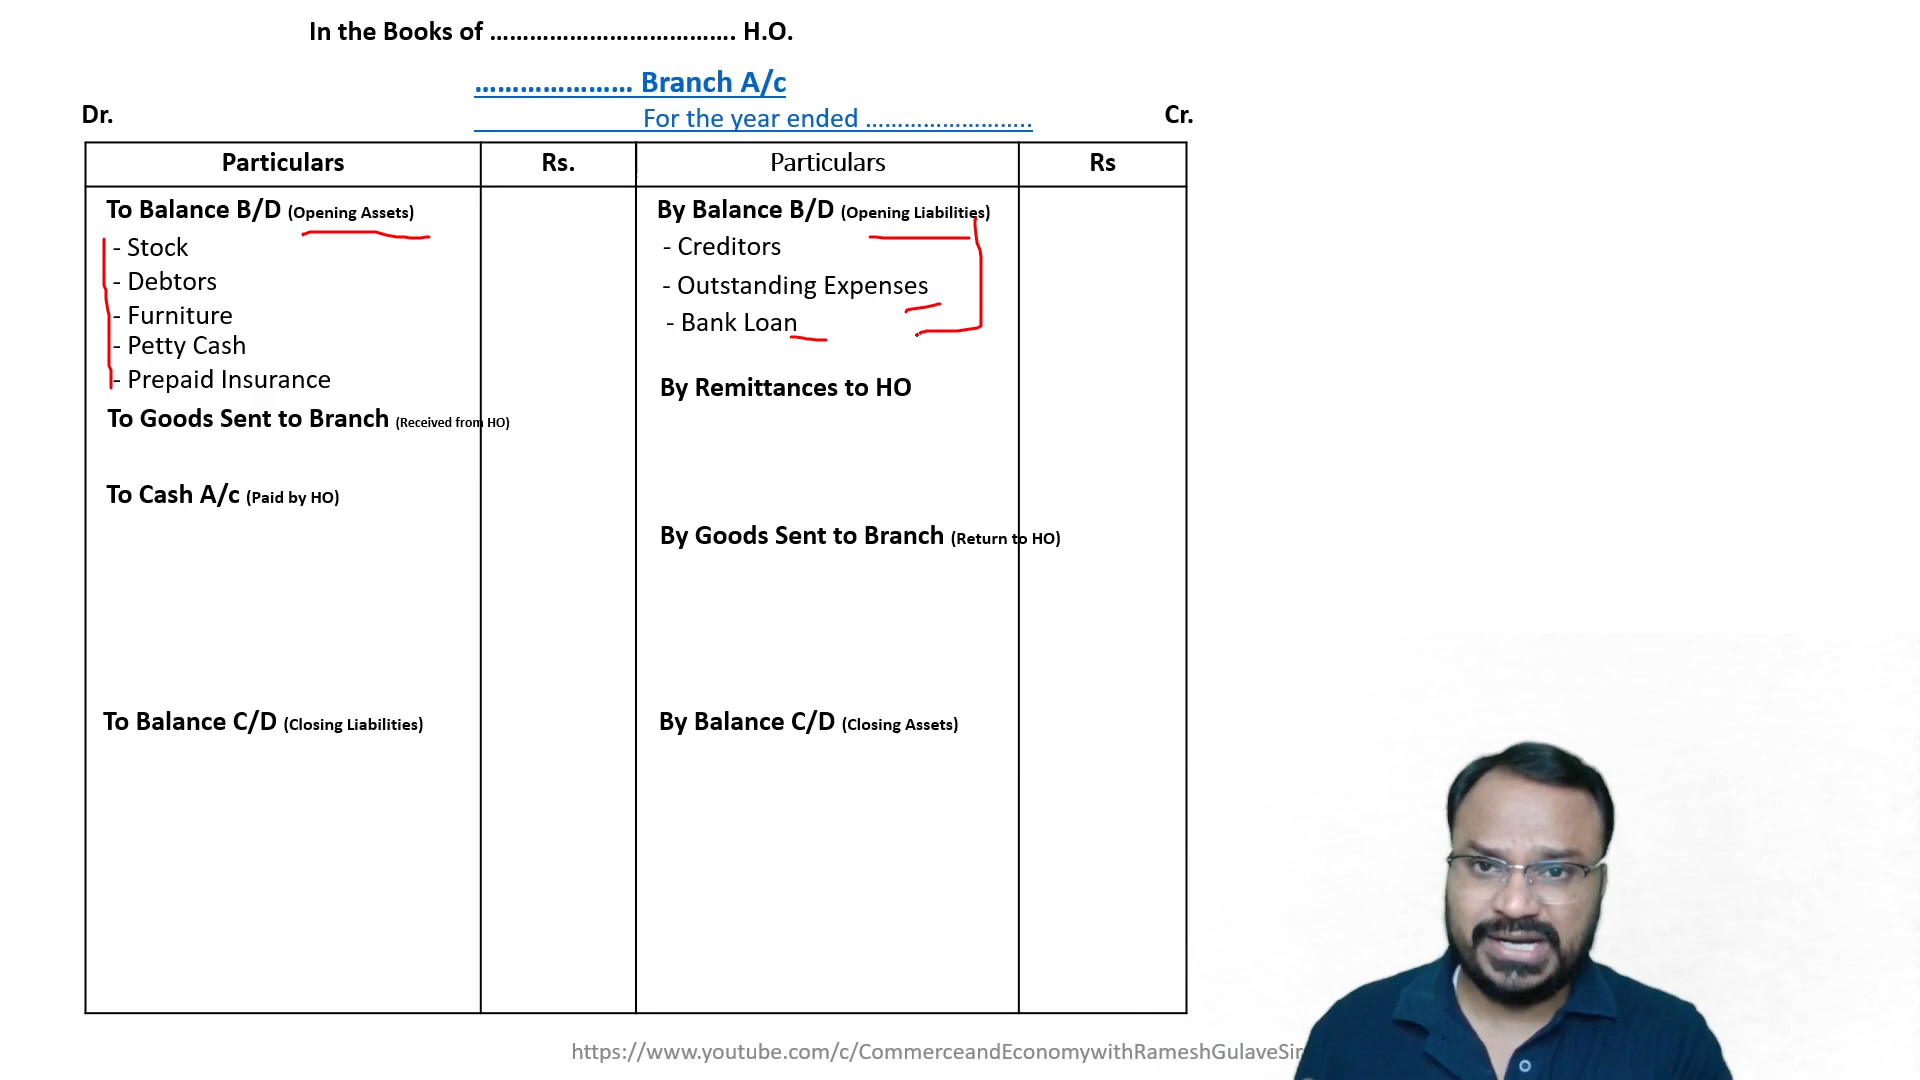 In the Books of ………………………………. H.O.
………………… Branch A/c
For the year ended ……………………..
Dr.
Cr.
Particulars
Rs.
Particulars
Rs
To Balance B/D (Opening Assets)
- Stock
- Debtors
- Furniture
- Petty Cash
- Prepaid Insurance
To Goods Sent to Branch (Received from HO)
To Cash A/c (Paid by HO)
To Balance C/D (Closing Liabilities)
By Balance B/D (Opening Liabilities)
- Creditors
- Outstanding Expenses
- Bank Loan
By Remittances to HO
By Goods Sent to Branch (Return to HO)
By Balance C/D (Closing Assets)
https://www.youtube.com/c/CommerceandEconomywithRameshGulaveSir